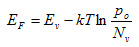 E_F = E_v − kT ln p_o / N_v